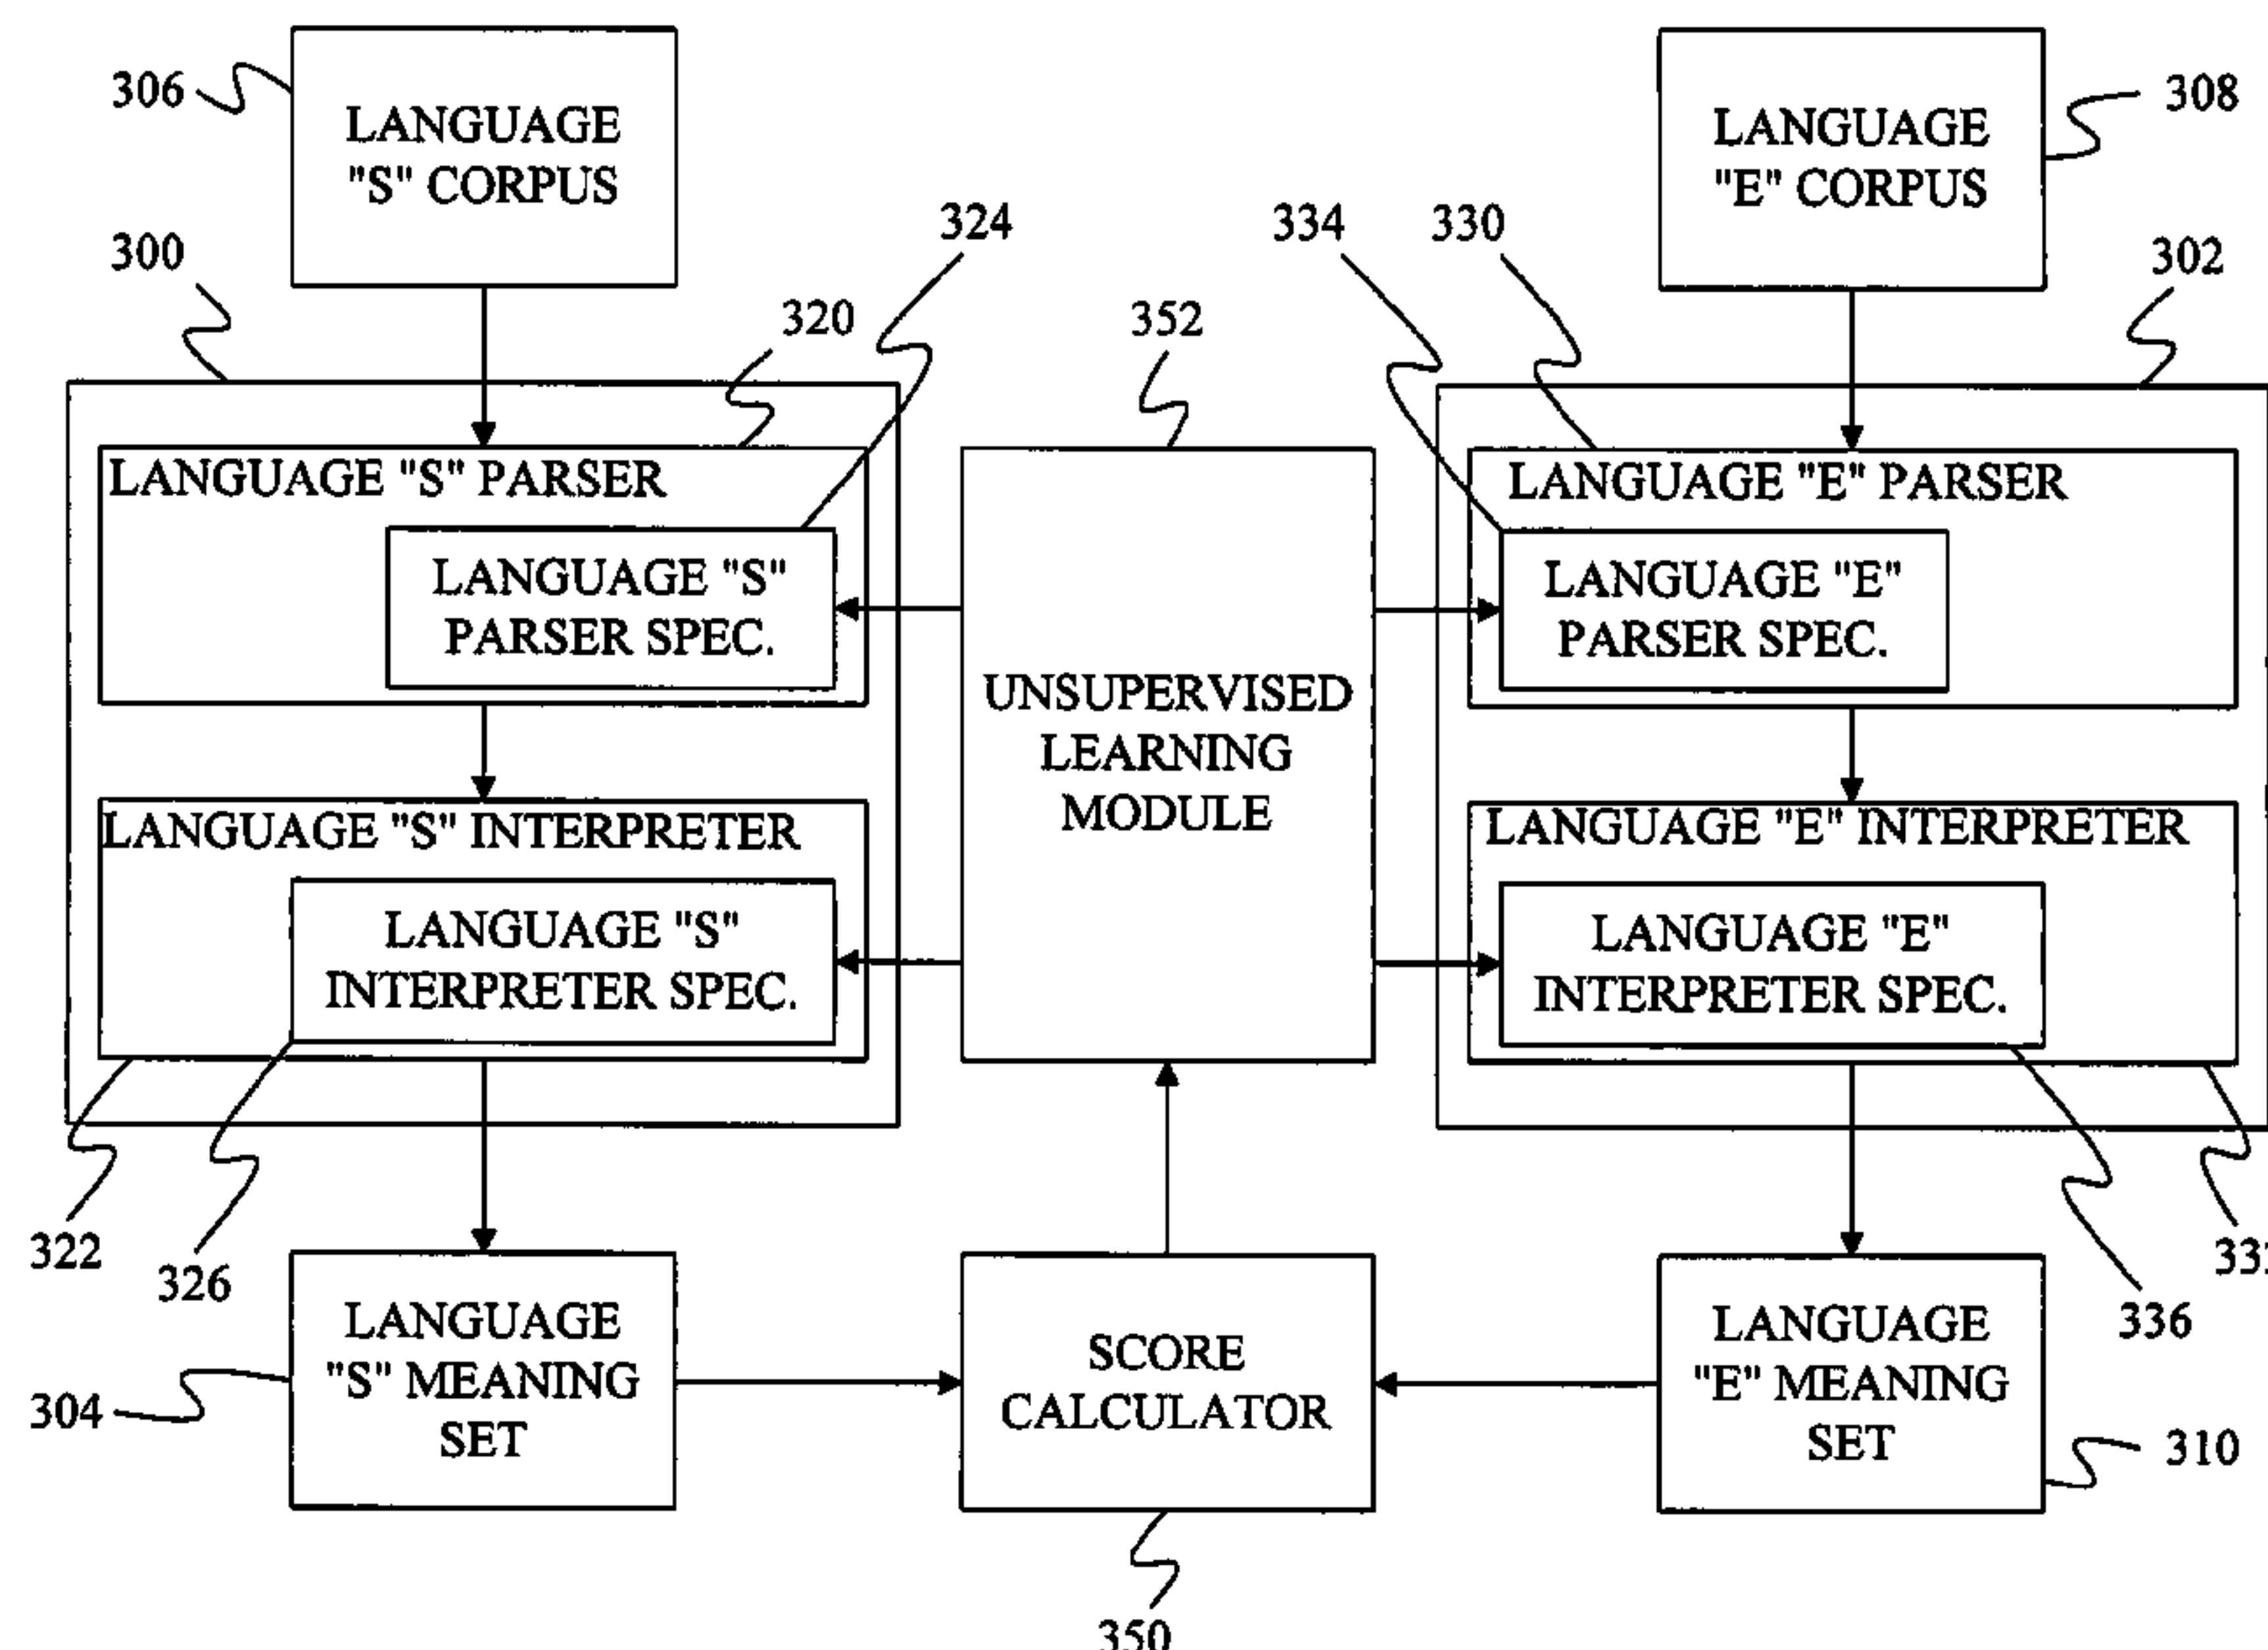 306
LANGUAGE
"S" CORPUS
LANGUAGE
"E" CORPUS
308
300
324
334
330
302
320
352
LANGUAGE "S" PARSER
LANGUAGE "S"
PARSER SPEC.
UNSUPERVISED
LEARNING
MODULE
LANGUAGE "E" PARSER
LANGUAGE "E"
PARSER SPEC.
LANGUAGE "S" INTERPRETER
LANGUAGE "S"
INTERPRETER SPEC.
LANGUAGE "E" INTERPRETER
LANGUAGE "E"
INTERPRETER SPEC.
322
326
336
LANGUAGE
"S" MEANING
SET
304
SCORE
CALCULATOR
LANGUAGE
"E" MEANING
SET
310
350